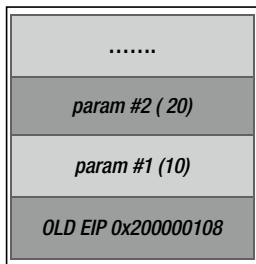 .......
param #2 ( 20)
param #1 (10)
OLD EIP 0x200000108